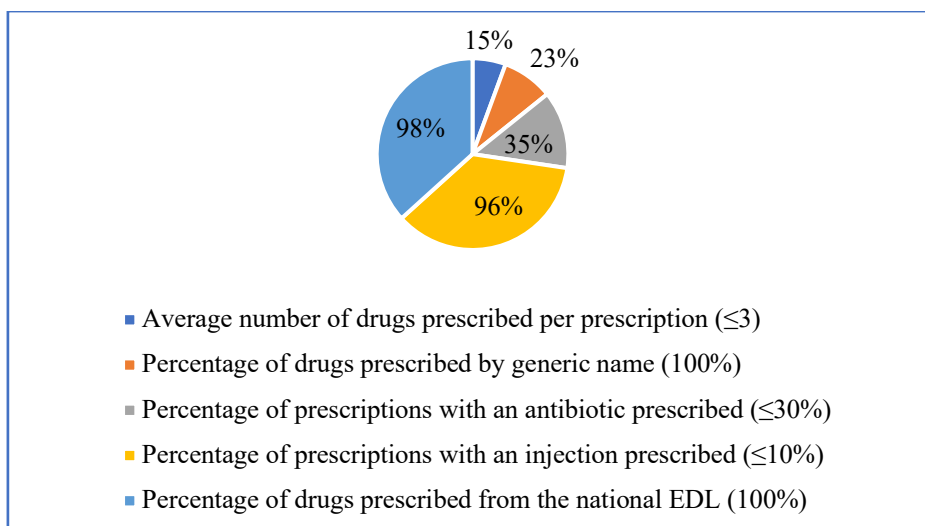 15%
23%
35%
96%
98%
Average number of drugs prescribed per prescription (≤3)
Percentage of drugs prescribed by generic name (100%)
Percentage of prescriptions with an antibiotic prescribed (≤30%)
Percentage of prescriptions with an injection prescribed (≤10%)
Percentage of drugs prescribed from the national EDL (100%)